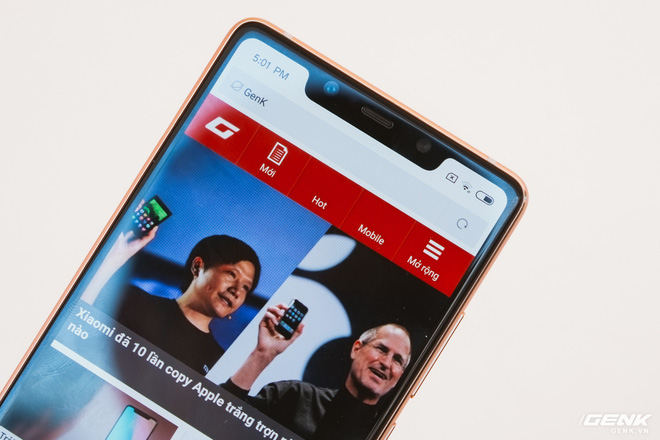 5:01 PM
GenK
Mới
Hot
Mobile
Mở rộng
Xiaomi đã 10 lần copy Apple trắng trợn
nào
GENK
GENK.VN